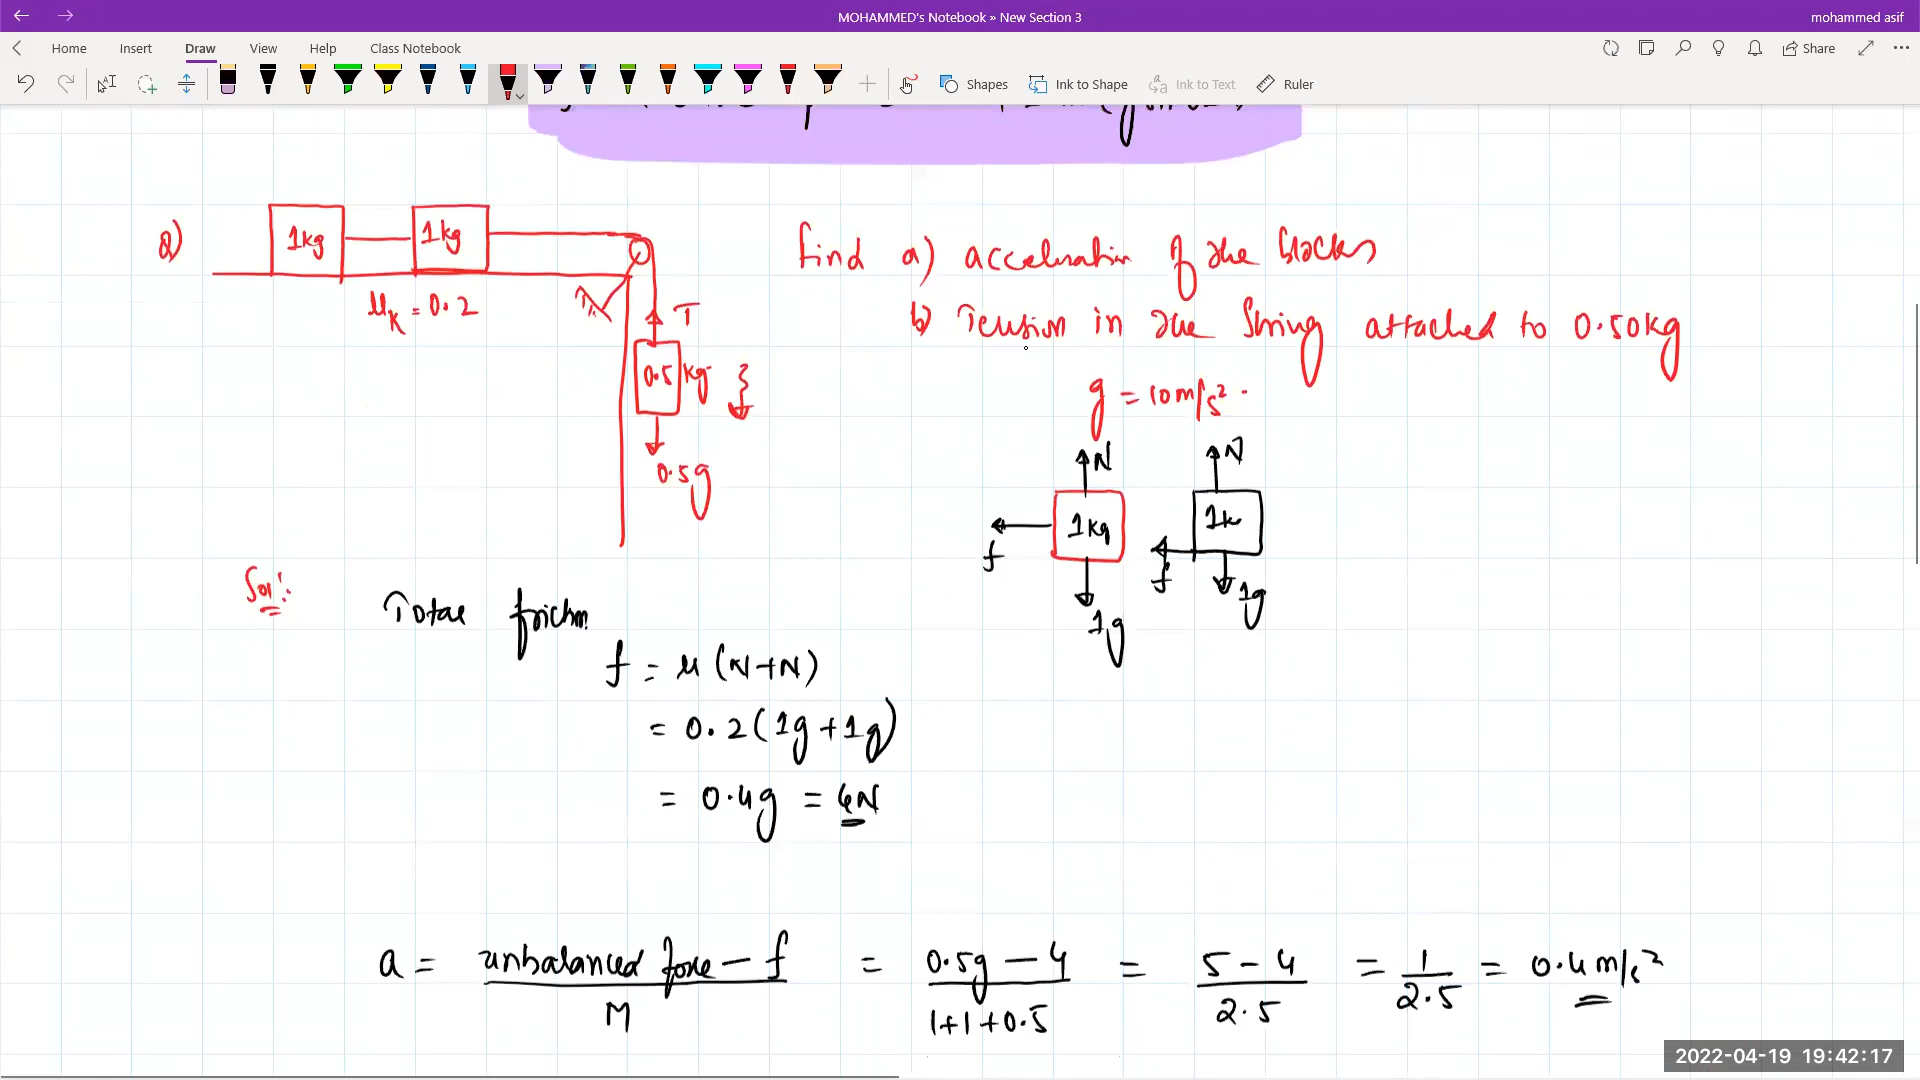 MOHAMMED's Notebook » New Section 3
mohammed asif
Home Insert Draw View Help Class Notebook
Share
Shapes Ink to Shape Ink to Text Ruler
Q) 1kg 1kg
μk = 0.2
T
0.5 kg
0.5g
find a) acceleration of the blocks
b) Tension in the string attached to 0.50kg
g = 10m/s²
N N
1kg 1k
f f
1g 1g
Sol:
Total friction
f = μ (N+N)
= 0.2(1g+1g)
= 0.4g = 4N
a = unbalanced force - f / M = 0.5g - 4 / 1+1+0.5 = 5 - 4 / 2.5 = 1 / 2.5 = 0.4 m/s²
2022-04-19 19:42:17